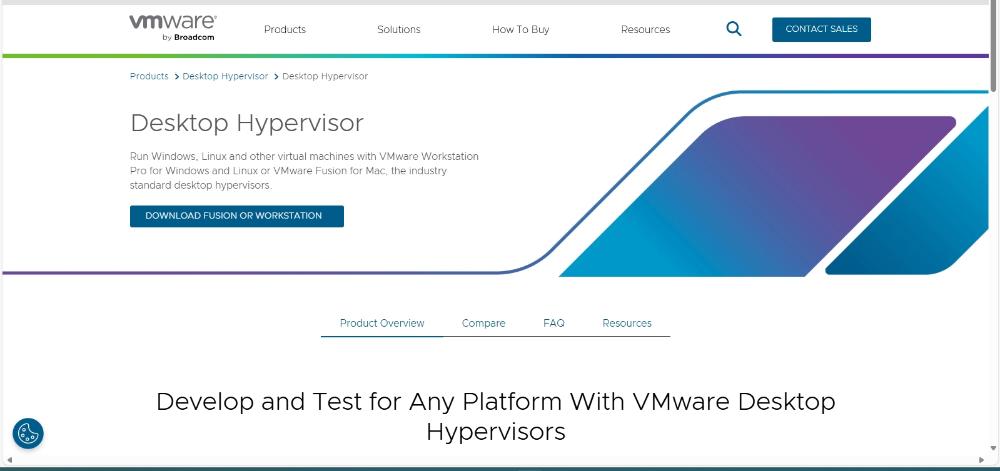 vmware®
by Broadcom
Products
Solutions
How To Buy
Resources
CONTACT SALES
Products > Desktop Hypervisor > Desktop Hypervisor
Desktop Hypervisor
Run Windows, Linux and other virtual machines with VMware Workstation
Pro for Windows and Linux or VMware Fusion for Mac, the industry
standard desktop hypervisors.
DOWNLOAD FUSION OR WORKSTATION
Product Overview
Compare
FAQ
Resources
Develop and Test for Any Platform With VMware Desktop
Hypervisors